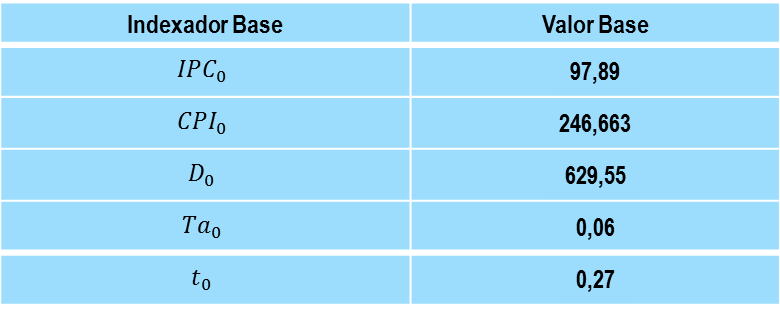 Indexador Base Valor Base
IPC₀ 97,89
CPI₀ 246,663
D₀ 629,55
Ta₀ 0,06
t₀ 0,27